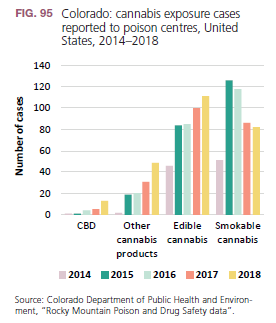 FIG. 95 Colorado: cannabis exposure cases
reported to poison centres, United
States, 2014–2018
Number of cases
140
120
100
80
60
40
20
0
CBD
Other
cannabis
products
Edible
cannabis
Smokable
cannabis
2014 2015 2016 2017 2018
Source: Colorado Department of Public Health and Environ-
ment, “Rocky Mountain Poison and Drug Safety data”.